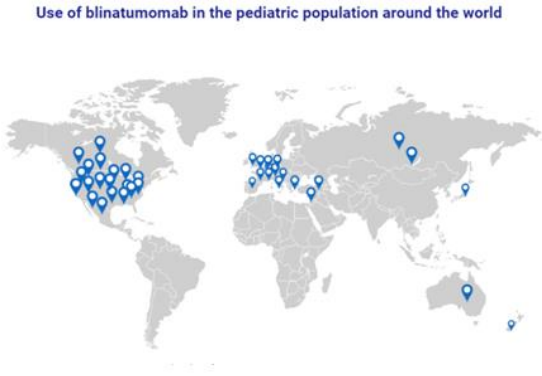 Use of blinatumomab in the pediatric population around the world